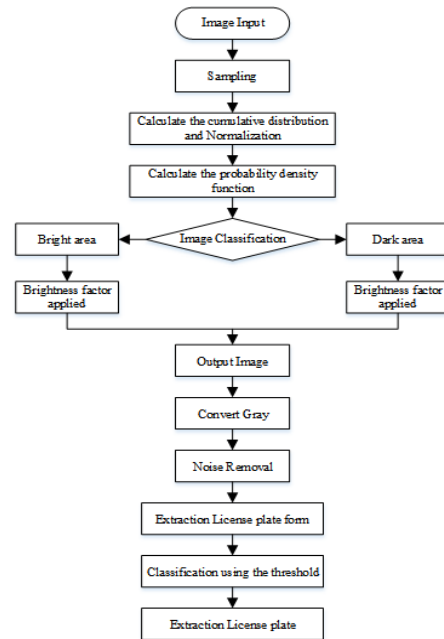 Image Input
Sampling
Calculate the cumulative distribution
and Normalization
Calculate the probability density
function
Bright area
Image Classification
Dark area
Brightness factor
applied
Brightness factor
applied
Output Image
Convert Gray
Noise Removal
Extraction License plate form
Classification using the threshold
Extraction License plate